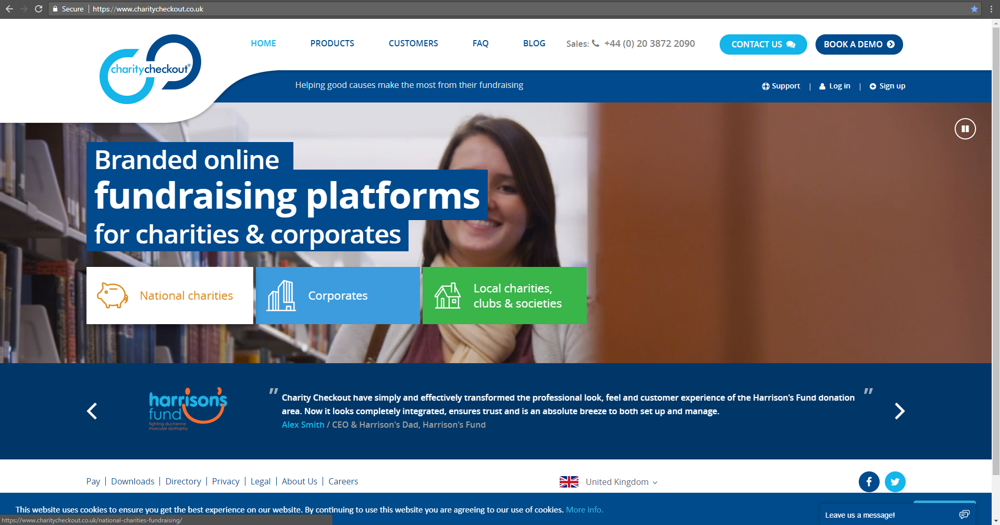 Secure
https://www.charitycheckout.co.uk
charitycheckout®
HOME
PRODUCTS
CUSTOMERS
FAQ
BLOG
Sales: +44 (0) 20 3872 2090
CONTACT US
BOOK A DEMO
Helping good causes make the most from their fundraising
Support
Log in
Sign up
Branded online
fundraising platforms
for charities & corporates
National charities
Corporates
Local charities,
clubs & societies
harrison's
fund
fighting duchenne
muscular dystrophy
" Charity Checkout have simply and effectively transformed the professional look, feel and customer experience of the Harrison's Fund donation "
area. Now it looks completely integrated, ensures trust and is an absolute breeze to both set up and manage.
Alex Smith / CEO & Harrison's Dad, Harrison's Fund
Pay | Downloads | Directory | Privacy | Legal | About Us | Careers
United Kingdom
This website uses cookies to ensure you get the best experience on our website. By continuing to use this website you are agreeing to our use of cookies. More info.
Leave us a message!
https://www.charitycheckout.co.uk/national-charities-fundraising/